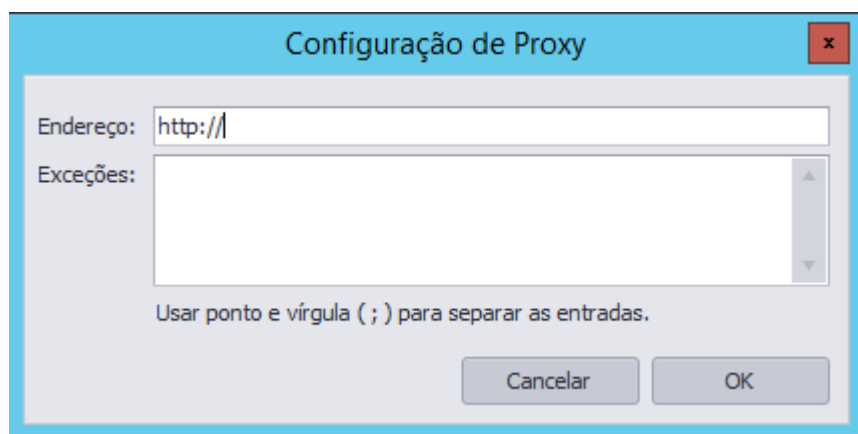 Configuração de Proxy
x
Endereço: http://
Exceções:
Usar ponto e vírgula ( ; ) para separar as entradas.
Cancelar OK